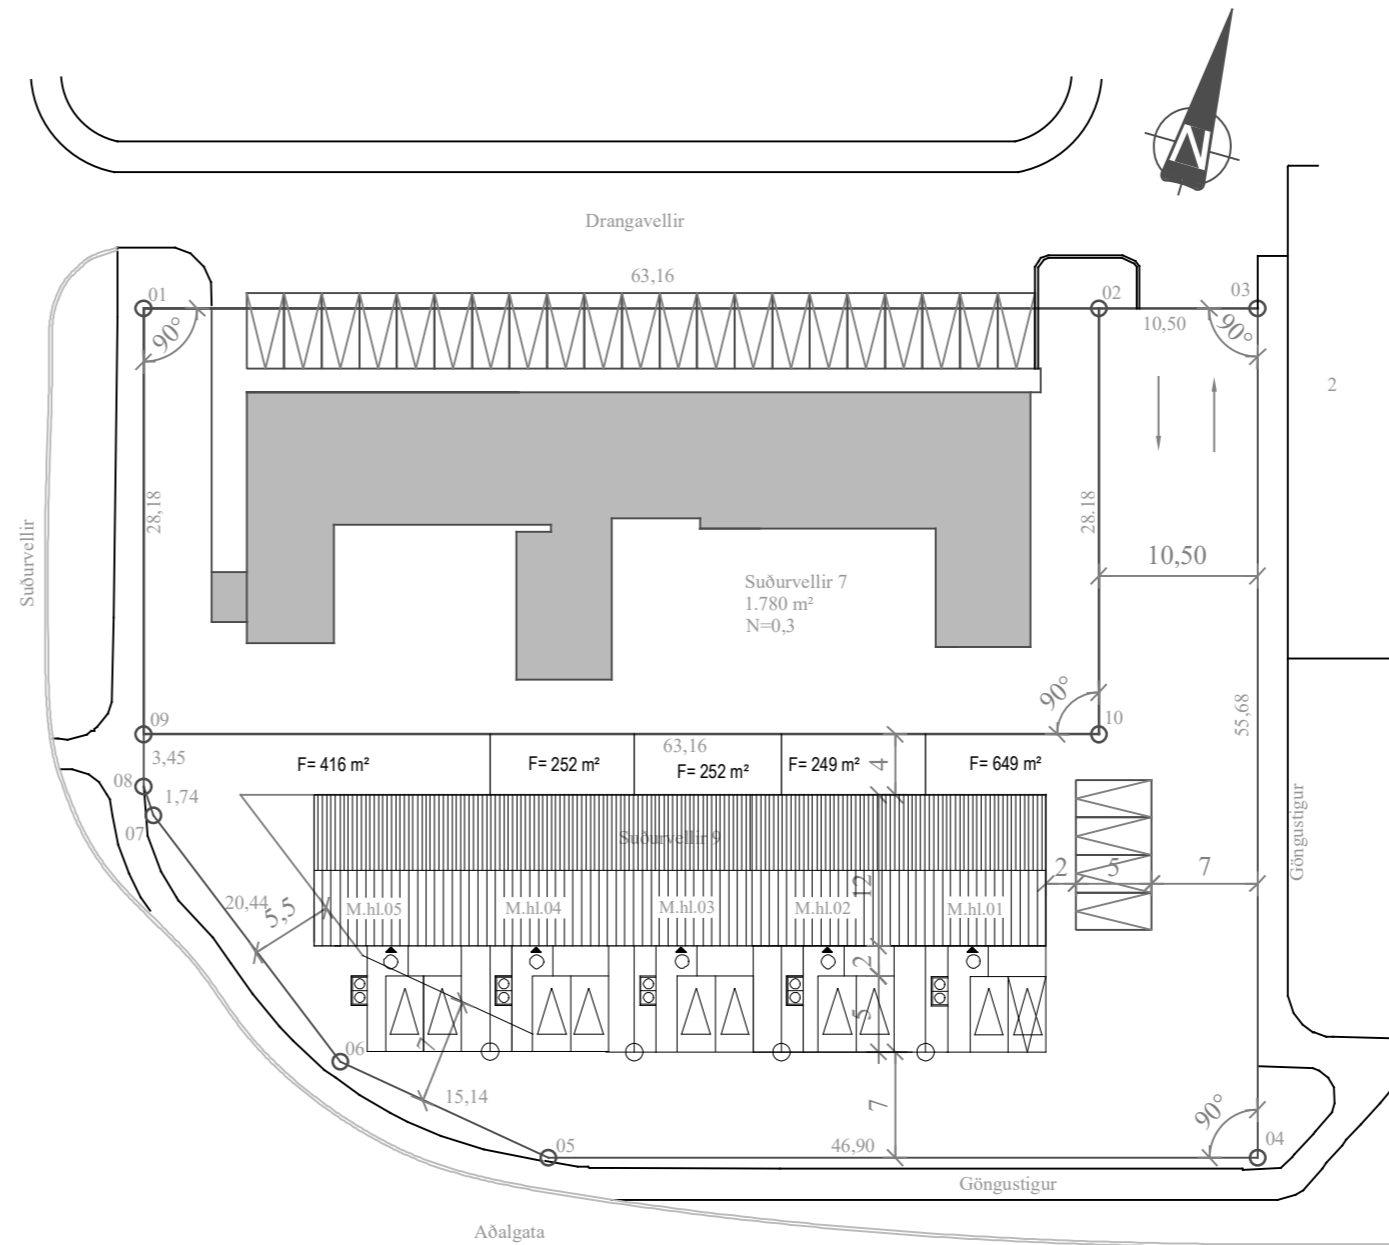 N
Drangavellir
63,16
01
02
03
90°
10,50
90°
2
28,18
28.18
Suðurvellir
10,50
Suðurvellir 7
1.780 m²
N=0,3
55,68
90°
09
10
3,45
63,16
F= 416 m²
F= 252 m²
F= 252 m²
F= 249 m²
4
F= 649 m²
08
1,74
07
Suðurvellir 9
Göngustigur
2
5
7
12
20,44
5,5
M.hl.05
M.hl.04
M.hl.03
M.hl.02
M.hl.01
2
5
7
06
15,14
7
90°
05
46,90
04
Göngustigur
Aðalgata